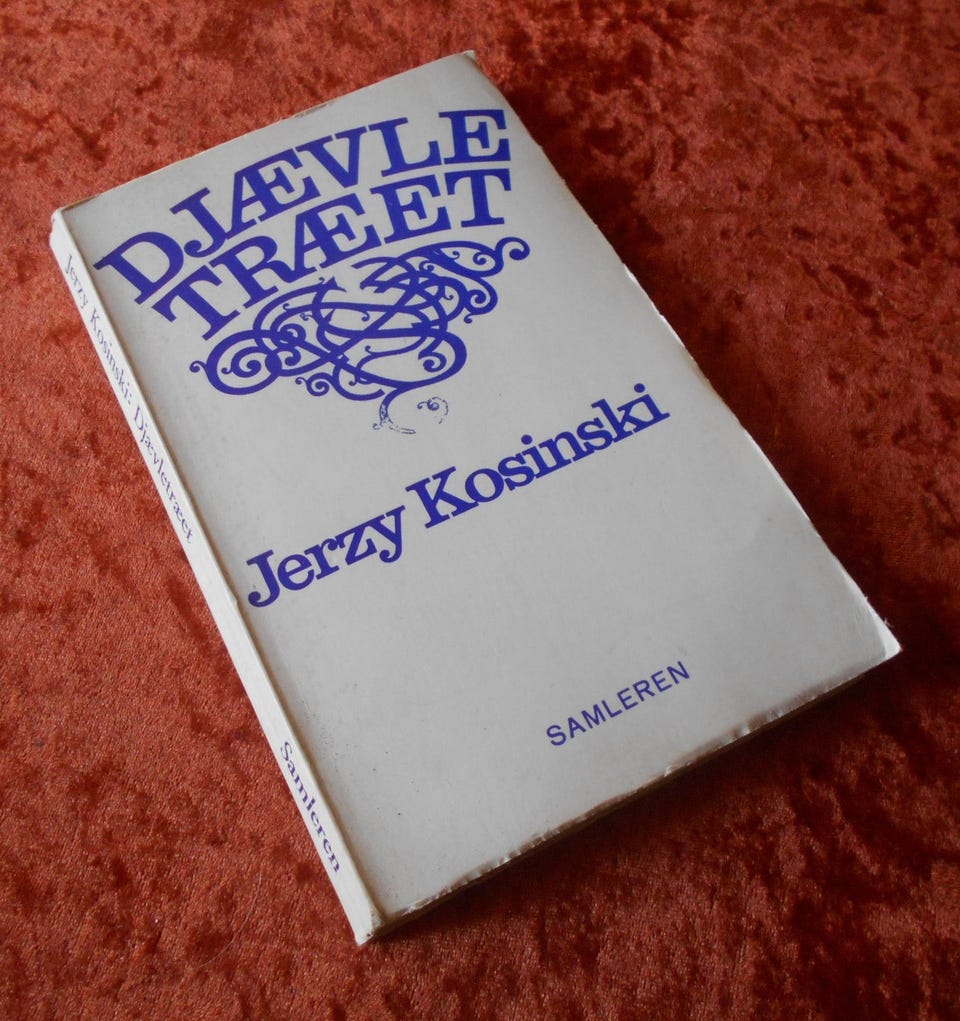 DJÆVLE
TRÆET
Jerzy Kosinski
SAMLEREN
Jerzy Kosinski: Djævletræet
Samleren